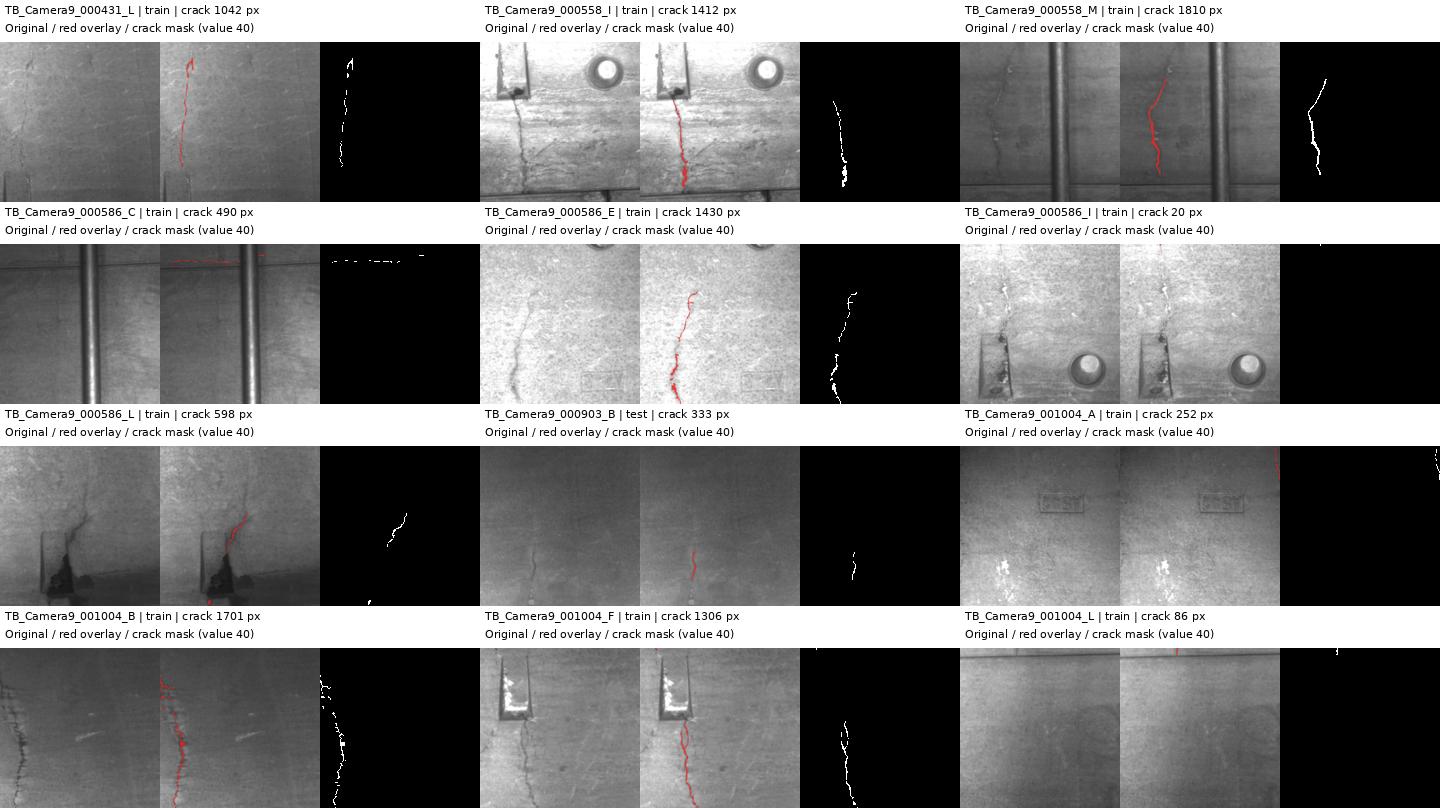 TB_Camera9_000431_L | train | crack 1042 px
Original / red overlay / crack mask (value 40)
TB_Camera9_000558_I | train | crack 1412 px
Original / red overlay / crack mask (value 40)
TB_Camera9_000558_M | train | crack 1810 px
Original / red overlay / crack mask (value 40)
TB_Camera9_000586_C | train | crack 490 px
Original / red overlay / crack mask (value 40)
TB_Camera9_000586_E | train | crack 1430 px
Original / red overlay / crack mask (value 40)
TB_Camera9_000586_I | train | crack 20 px
Original / red overlay / crack mask (value 40)
TB_Camera9_000586_L | train | crack 598 px
Original / red overlay / crack mask (value 40)
TB_Camera9_000903_B | test | crack 333 px
Original / red overlay / crack mask (value 40)
TB_Camera9_001004_A | train | crack 252 px
Original / red overlay / crack mask (value 40)
TB_Camera9_001004_B | train | crack 1701 px
Original / red overlay / crack mask (value 40)
TB_Camera9_001004_F | train | crack 1306 px
Original / red overlay / crack mask (value 40)
TB_Camera9_001004_L | train | crack 86 px
Original / red overlay / crack mask (value 40)